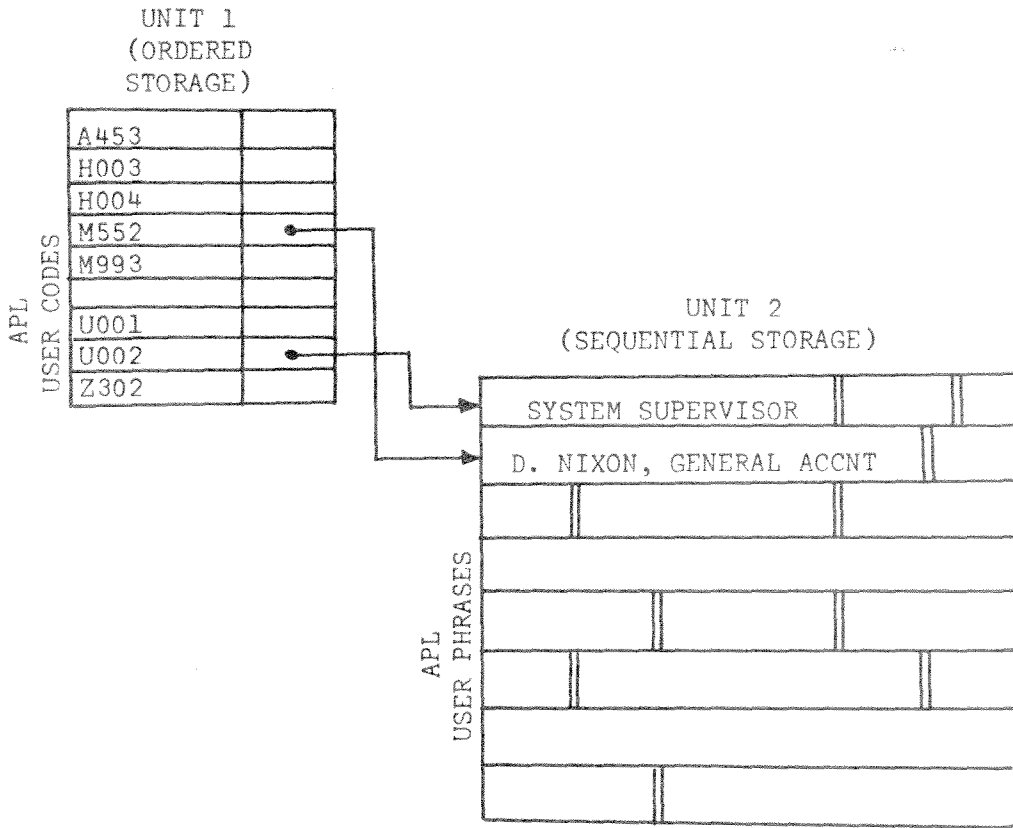 UNIT 1
(ORDERED
STORAGE)
APL
USER CODES
A453
H003
H004
M552
M993
U001
U002
Z302
UNIT 2
(SEQUENTIAL STORAGE)
APL
USER PHRASES
SYSTEM SUPERVISOR
D. NIXON, GENERAL ACCNT